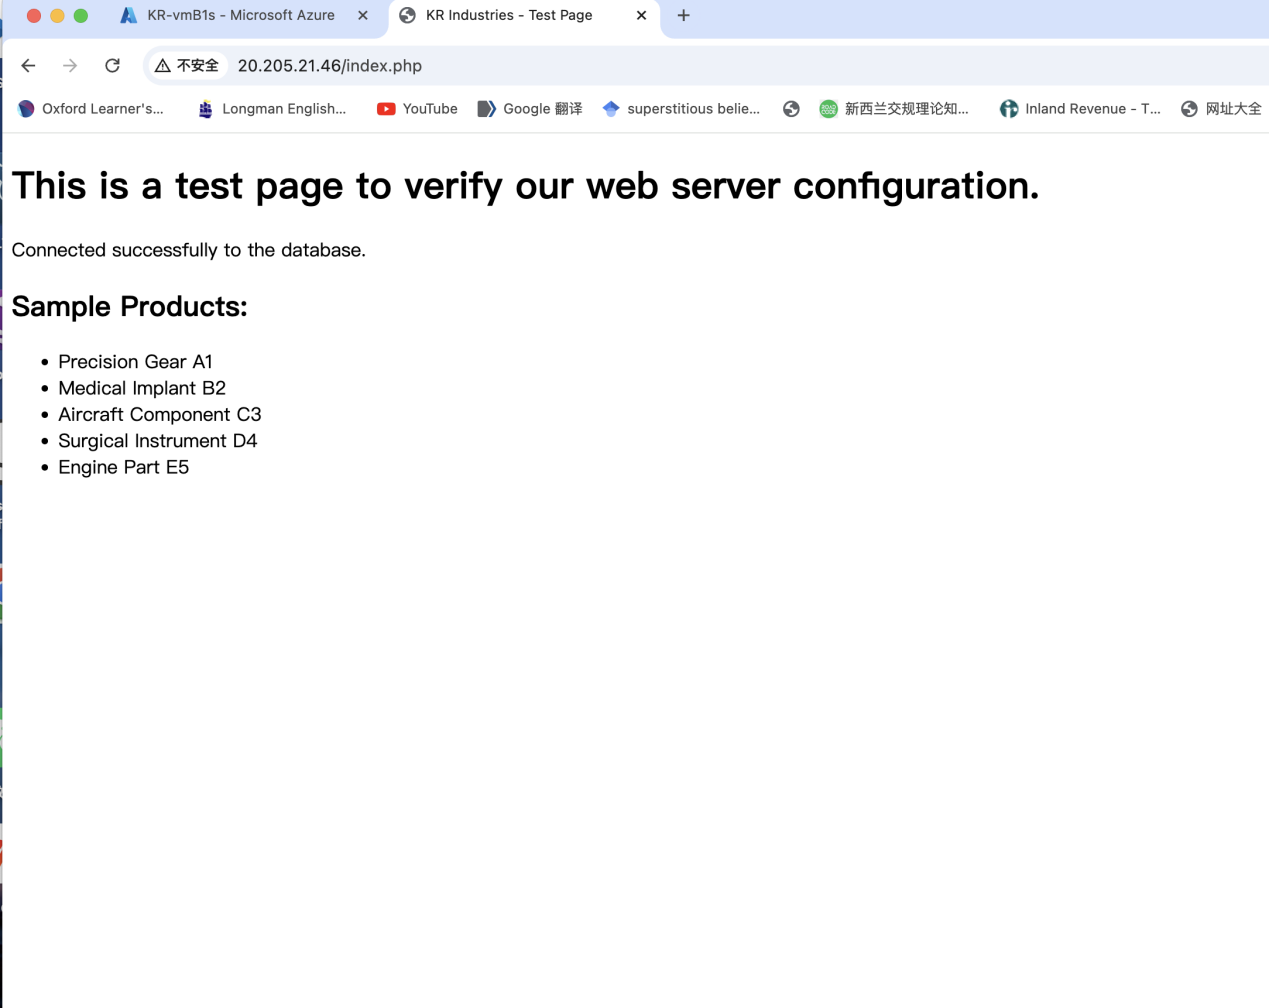 KR-vmB1s - Microsoft Azure
KR Industries - Test Page
不安全 20.205.21.46/index.php
Oxford Learner's... Longman English... YouTube Google 翻译 superstitious belie... 新西兰交规理论知... Inland Revenue - T... 网址大全
This is a test page to verify our web server configuration.
Connected successfully to the database.
Sample Products:
• Precision Gear A1
• Medical Implant B2
• Aircraft Component C3
• Surgical Instrument D4
• Engine Part E5